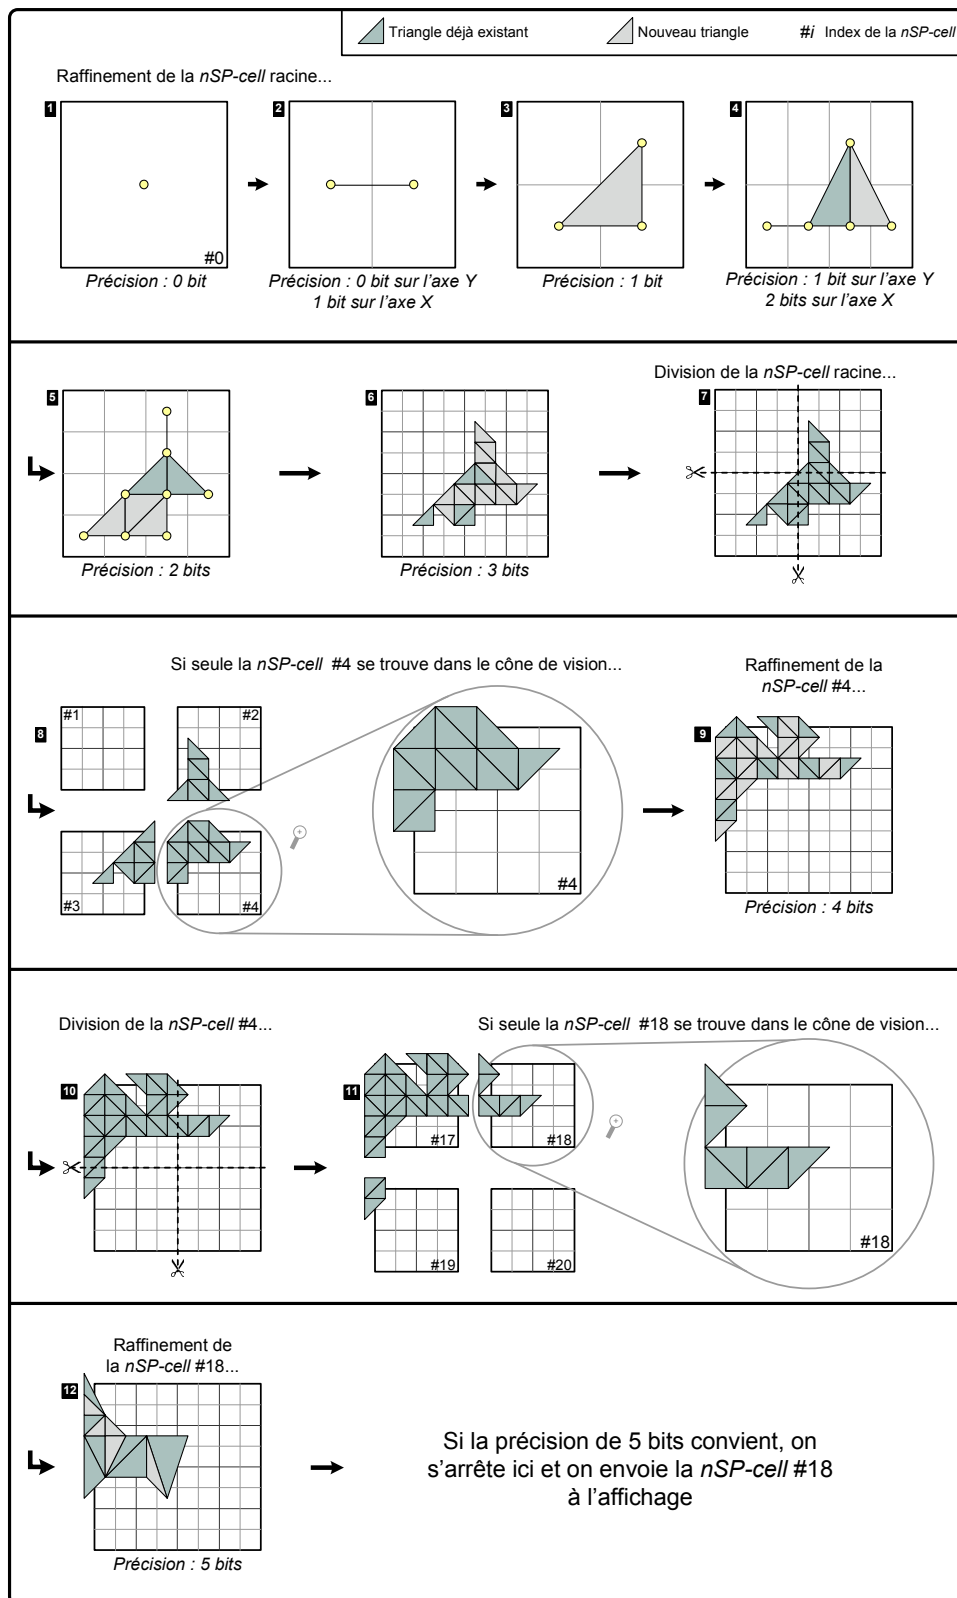 Triangle déjà existant
Nouveau triangle
#i Index de la nSP-cell
Raffinement de la nSP-cell racine...
1
2
3
4
#0
Précision : 0 bit
Précision : 0 bit sur l'axe Y
1 bit sur l'axe X
Précision : 1 bit
Précision : 1 bit sur l'axe Y
2 bits sur l'axe X
Division de la nSP-cell racine...
5
6
7
Précision : 2 bits
Précision : 3 bits
Si seule la nSP-cell #4 se trouve dans le cône de vision...
Raffinement de la
nSP-cell #4...
8
#1
#2
9
#3
#4
#4
Précision : 4 bits
Division de la nSP-cell #4...
Si seule la nSP-cell #18 se trouve dans le cône de vision...
10
11
#17
#18
#18
#19
#20
Raffinement de
la nSP-cell #18...
12
Si la précision de 5 bits convient, on
s'arrête ici et on envoie la nSP-cell #18
à l'affichage
Précision : 5 bits